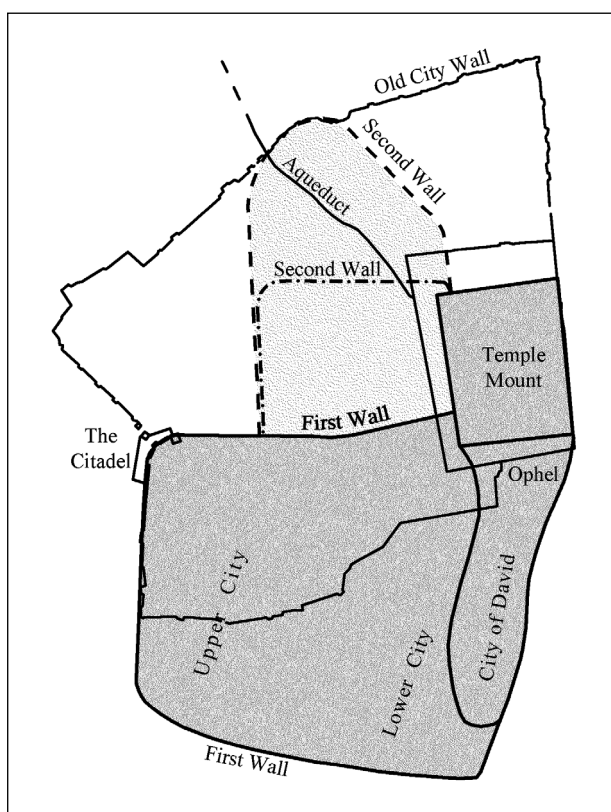 Old City Wall
Second Wall
Aqueduct
Second Wall
Temple
Mount
First Wall
The
Citadel
Ophel
Upper City
Lower City
City of David
First Wall